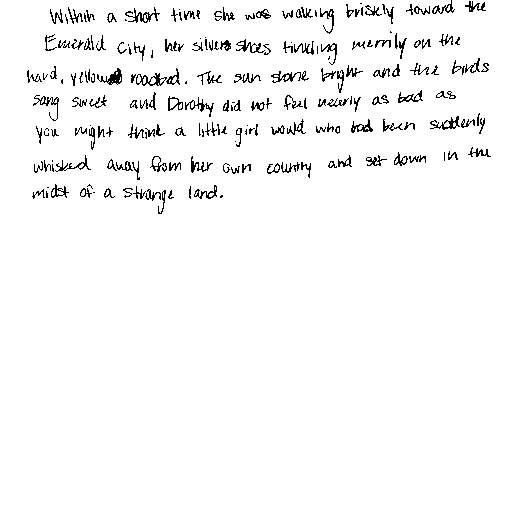 Within a short time she was walking briskly toward the
Emerald City, her silver shoes tinkling merrily on the
hard, yellow roadbed. The sun shone bright and the birds
sang sweet and Dorothy did not feel nearly as bad as
you might think a little girl would who had been suddenly
whisked away from her own country and set down in the
midst of a strange land.